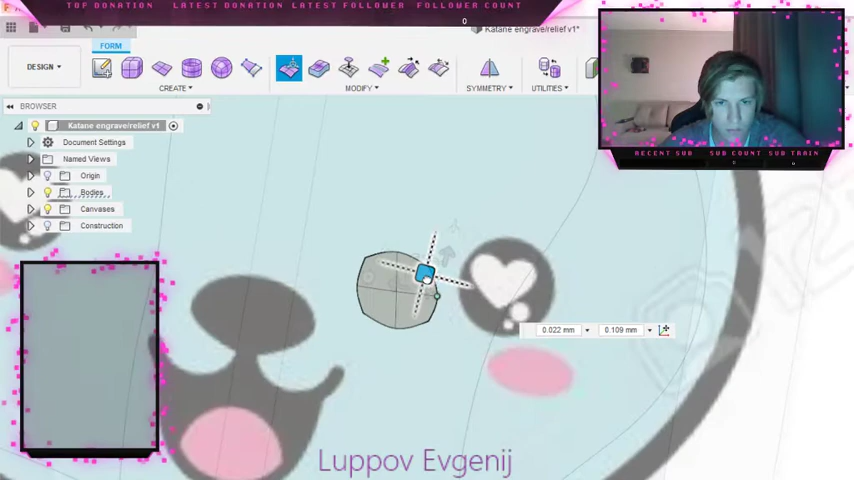 TOP DONATION LATEST DONATION LATEST FOLLOWER FOLLOWER COUNT
0
Katane engrave/relief v1*
FORM
DESIGN
CREATE MODIFY SYMMETRY UTILITIES
BROWSER
Katane engrave/relief v1
Document Settings
Named Views
Origin
Bodies
Canvases
Construction
RECENT SUB SUB COUNT SUB TRAIN
0.022 mm 0.109 mm
Luppov Evgenij